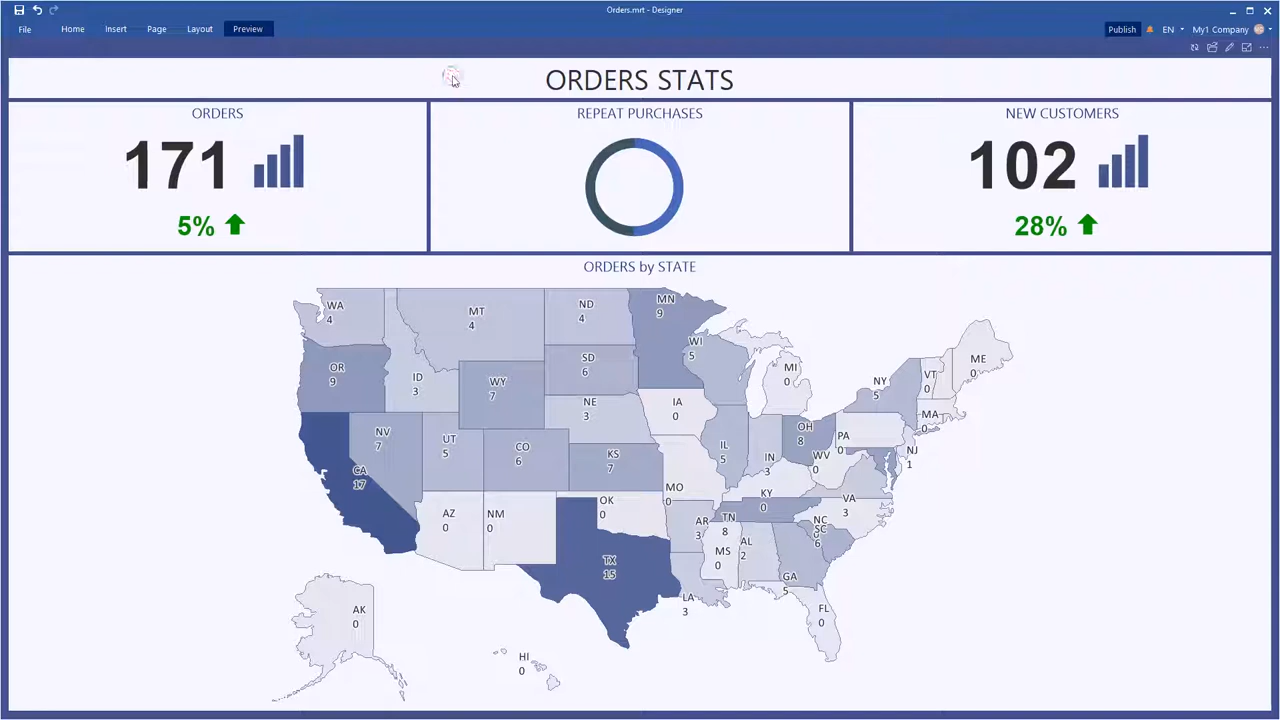 Orders.mrt - Designer
File Home Insert Page Layout Preview
Publish EN My1 Company
ORDERS STATS
ORDERS
171
5%
REPEAT PURCHASES
NEW CUSTOMERS
102
28%
ORDERS by STATE
WA
4
MT
4
ND
4
MN
9
OR
9
ID
3
WY
7
SD
6
WI
5
MI
0
NY
5
VT
0
ME
0
NV
7
UT
5
CO
6
NE
3
IA
0
IL
5
IN
3
OH
8
PA
0
MA
0
NJ
1
CA
17
AZ
0
NM
0
KS
7
OK
0
MO
0
KY
0
WV
0
VA
3
TX
15
AR
3
TN
8
MS
0
AL
2
NC
SC
6
GA
5
LA
3
FL
0
AK
0
HI
0